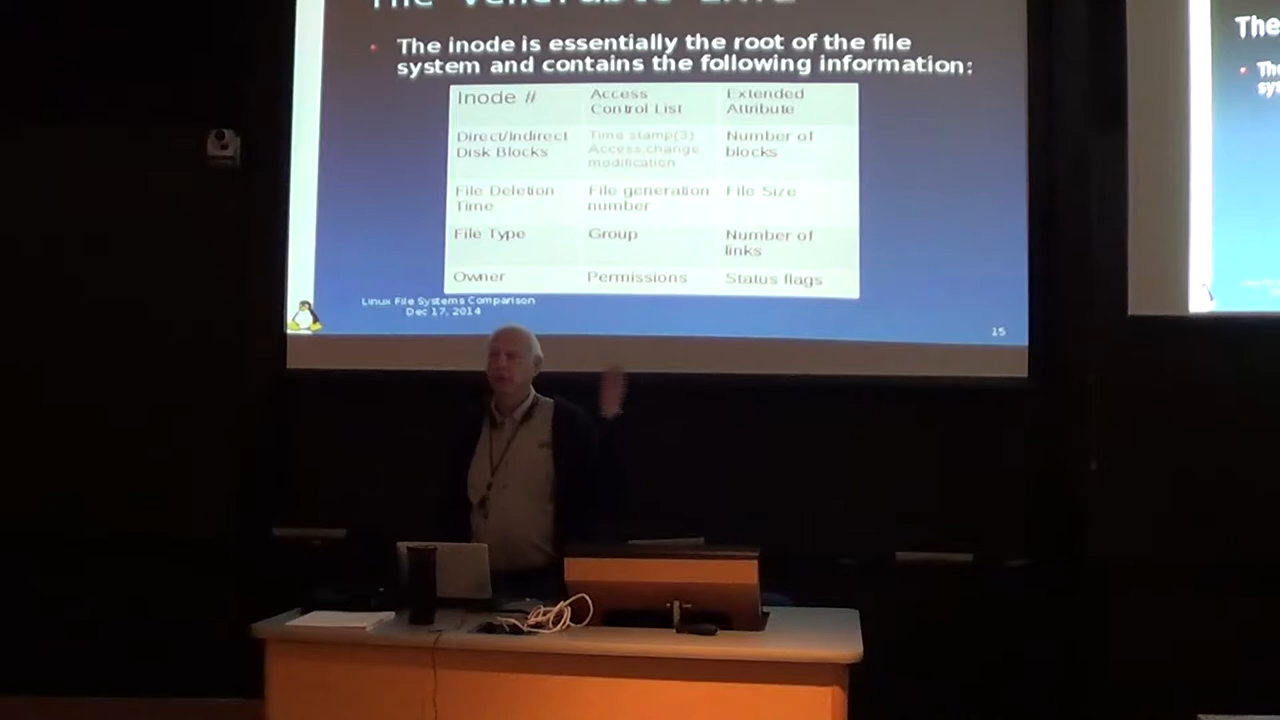 The
The inode is essentially the root of the file
system and contains the following information:
Inode #
Access
Control List
Extended
Attribute
Direct/Indirect
Disk Blocks
Time stamp(3)
Access change
modification
Number of
blocks
File Deletion
Time
File generation
number
File Size
File Type
Group
Number of
links
Owner
Permissions
Status flags
Linux File Systems Comparison
Dec 17, 2014
15
The